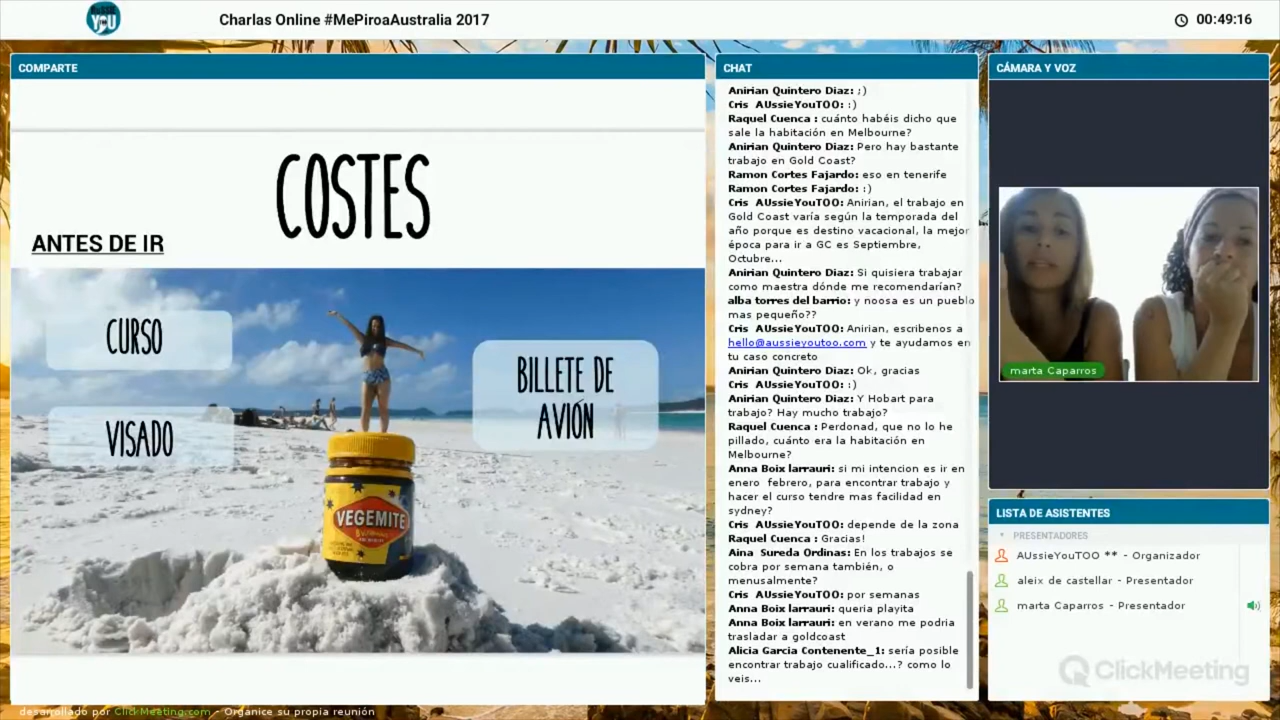 AUSSIE
YOU
TOO
Charlas Online #MePiroaAustralia 2017
00:49:16
COMPARTE
COSTES
ANTES DE IR
CURSO
VISADO
BILLETE DE
AVIÓN
VEGEMITE
CHAT
Anirian Quintero Diaz: ;)
Cris AUssieYouTOO: :)
Raquel Cuenca : cuánto habéis dicho que
sale la habitación en Melbourne?
Anirian Quintero Diaz: Pero hay bastante
trabajo en Gold Coast?
Ramon Cortes Fajardo: eso en tenerife
Ramon Cortes Fajardo: :)
Cris AUssieYouTOO: Anirian, el trabajo en
Gold Coast varía según la temporada del
año porque es destino vacacional, la mejor
época para ir a GC es Septiembre,
Octubre...
Anirian Quintero Diaz: Si quisiera trabajar
como maestra dónde me recomendarían?
alba torres del barrio: y noosa es un pueblo
mas pequeño??
Cris AUssieYouTOO: Anirian, escribenos a
hello@aussieyoutoo.com y te ayudamos en
tu caso concreto
Anirian Quintero Diaz: Ok, gracias
Cris AUssieYouTOO: :)
Anirian Quintero Diaz: Y Hobart para
trabajo? Hay mucho trabajo?
Raquel Cuenca : Perdonad, que no lo he
pillado, cuánto era la habitación en
Melbourne?
Anna Boix larrauri: si mi intencion es ir en
enero febrero, para encontrar trabajo y
hacer el curso tendre mas facilidad en
sydney?
Cris AUssieYouTOO: depende de la zona
Raquel Cuenca : Gracias!
Aina Sureda Ordinas: En los trabajos se
cobra por semana también, o
menusalmente?
Cris AUssieYouTOO: por semanas
Anna Boix larrauri: queria playita
Anna Boix larrauri: en verano me podria
trasladar a goldcoast
Alicia Garcia Contenente_1: sería posible
encontrar trabajo cualificado...? como lo
veis...
CÁMARA Y VOZ
marta Caparros
LISTA DE ASISTENTES
PRESENTADORES
AUssieYouTOO ** - Organizador
aleix de castellar - Presentador
marta Caparros - Presentador
ClickMeeting
desarrollado por ClickMeeting.com - Organice su propia reunión